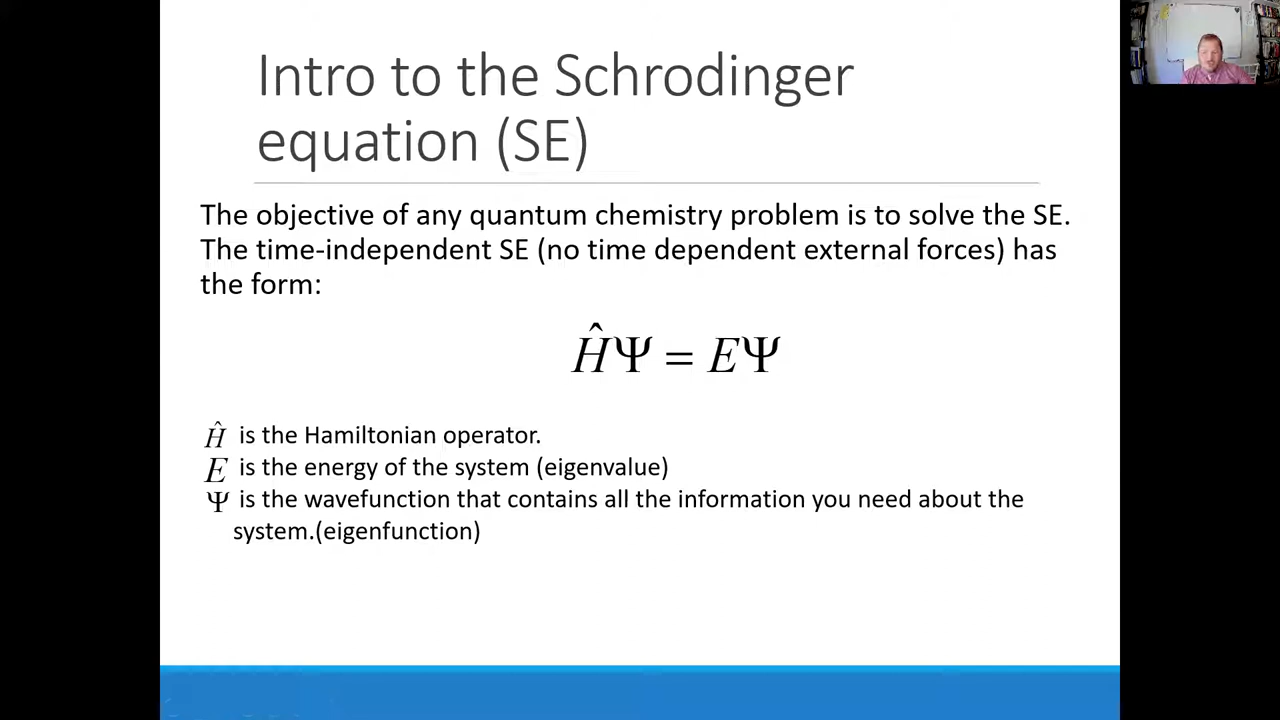 Intro to the Schrodinger
equation (SE)
The objective of any quantum chemistry problem is to solve the SE.
The time-independent SE (no time dependent external forces) has
the form:
ĤΨ = EΨ
Ĥ is the Hamiltonian operator.
E is the energy of the system (eigenvalue)
Ψ is the wavefunction that contains all the information you need about the
system.(eigenfunction)